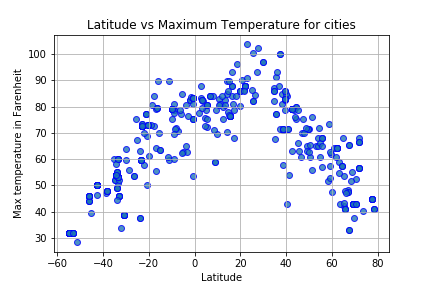 Latitude vs Maximum Temperature for cities
Max temperature in Farenheit
100
90
80
70
60
50
40
30
−60 −40 −20 0 20 40 60 80
Latitude